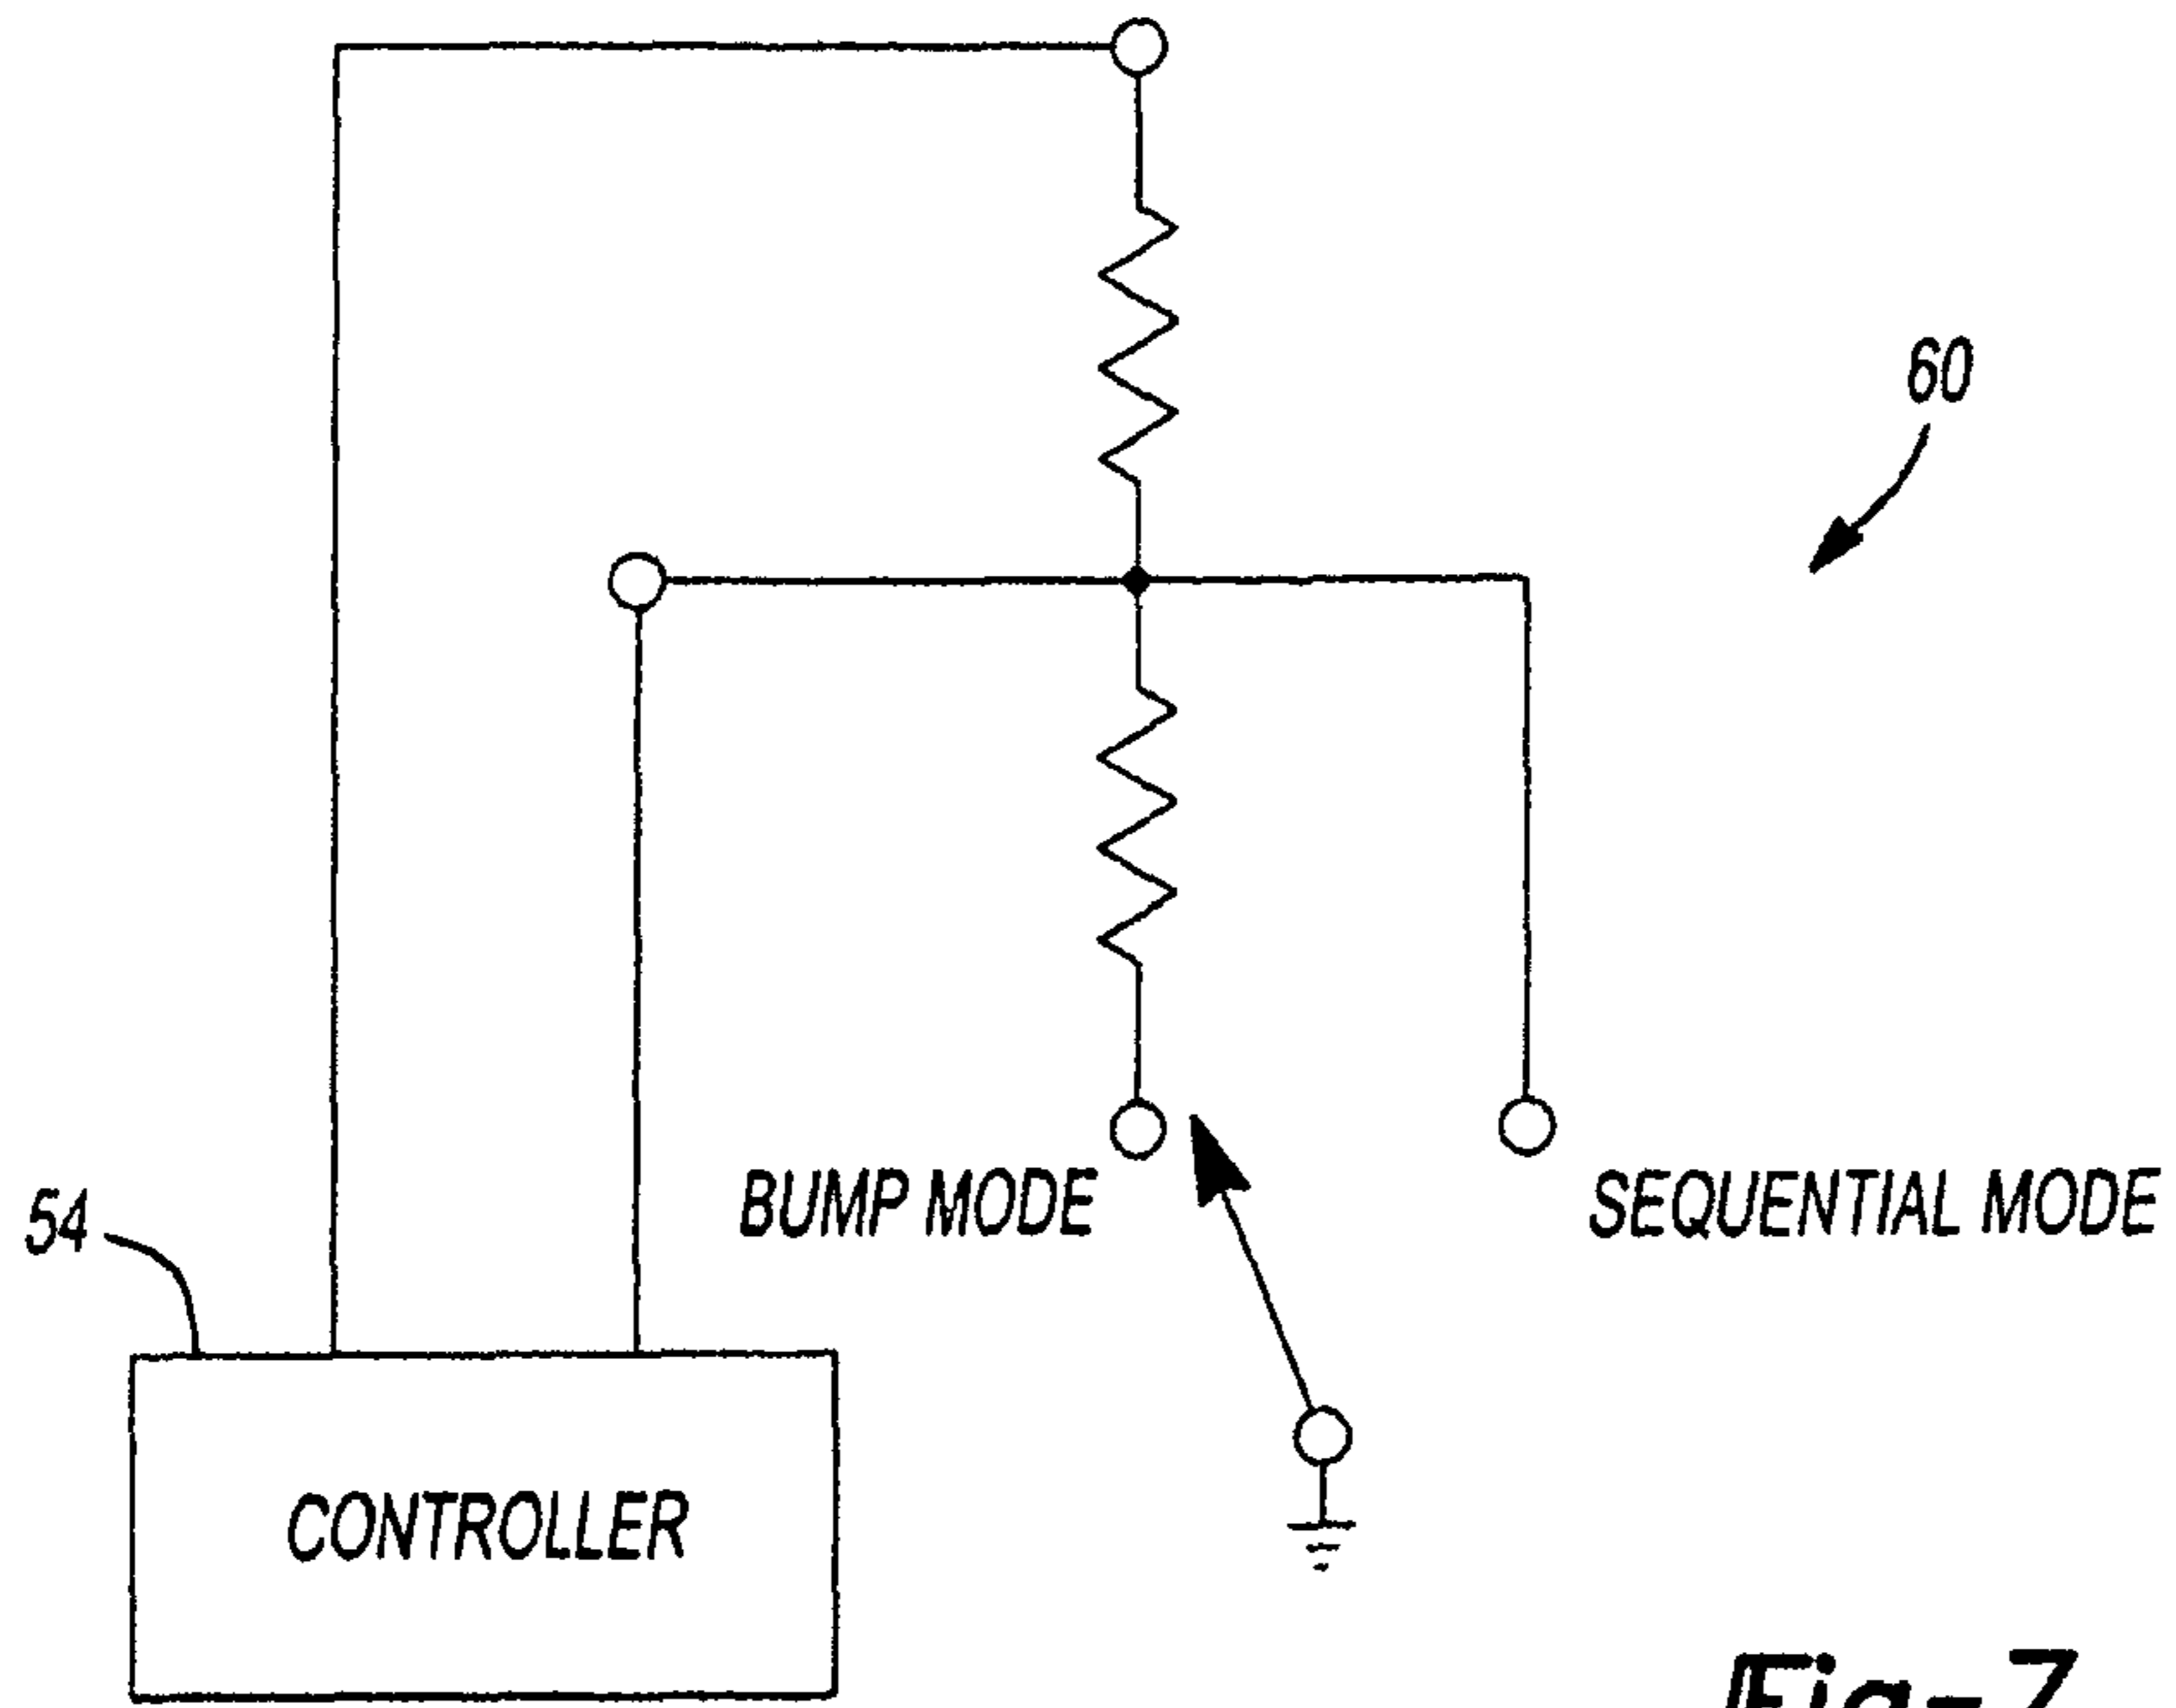 60
BUMP MODE
SEQUENTIAL MODE
54
CONTROLLER
Fig-7